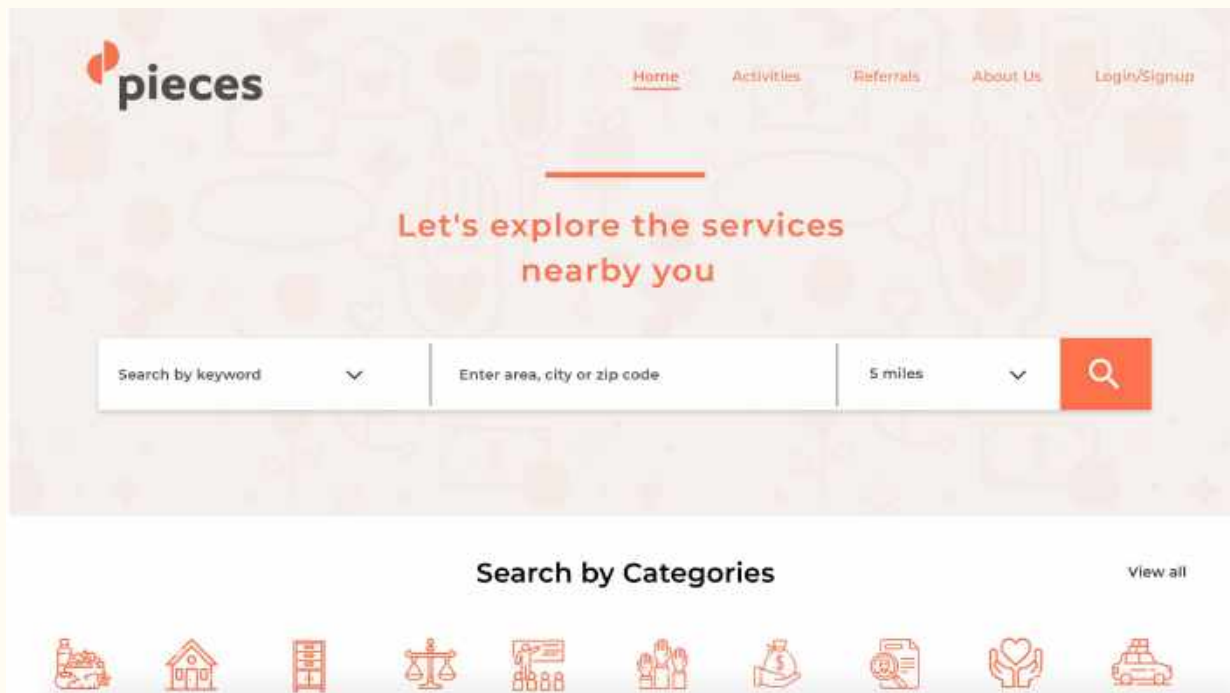 pieces
Home Activities Referrals About Us Login/Signup
Let's explore the services
nearby you
Search by keyword Enter area, city or zip code 5 miles
Search by Categories View all